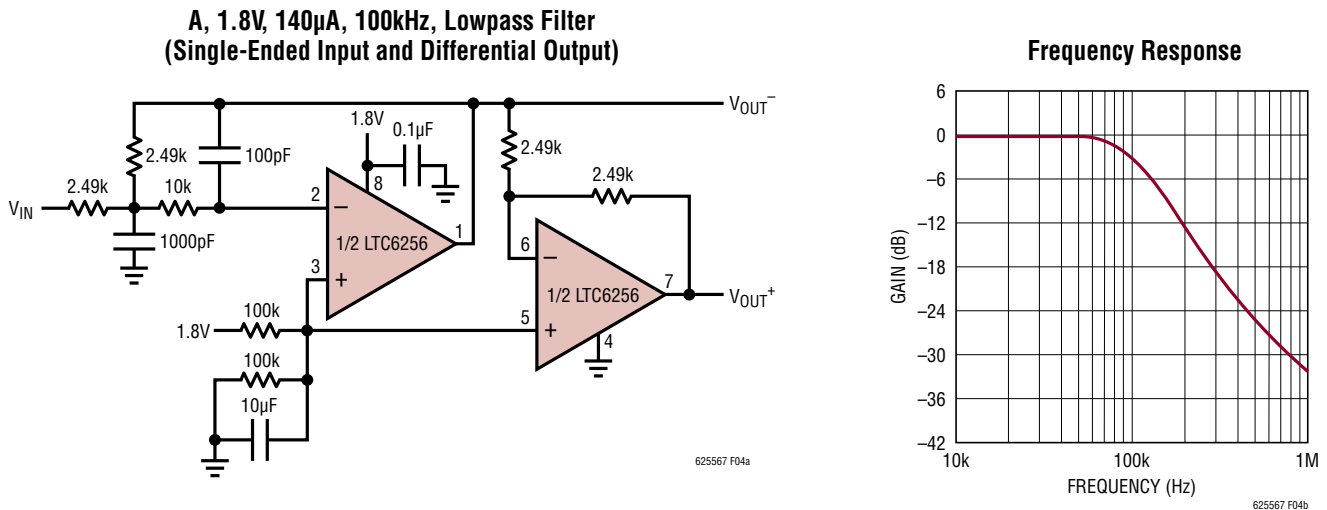 A, 1.8V, 140µA, 100kHz, Lowpass Filter
(Single-Ended Input and Differential Output)
VOUT–
1.8V
0.1µF
2.49k
100pF
2.49k
2.49k
8
2.49k
10k
VIN
2
–
1
1000pF
1/2 LTC6256
6
–
3
+
7
1/2 LTC6256
VOUT+
100k
1.8V
5
+
4
100k
10µF
625567 F04a
Frequency Response
6
0
–6
–12
–18
–24
–30
–36
–42
GAIN (dB)
10k
100k
1M
FREQUENCY (Hz)
625567 F04b